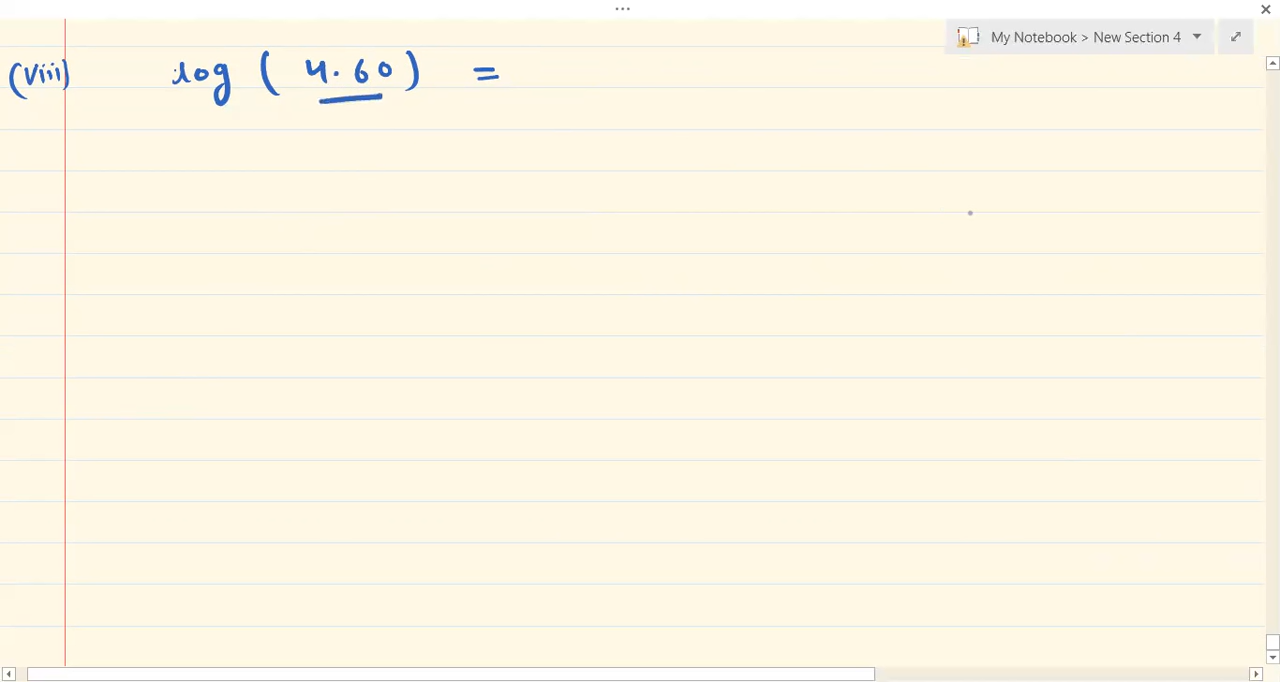 ... ×
My Notebook > New Section 4
(viii) log ( 4.60 ) =